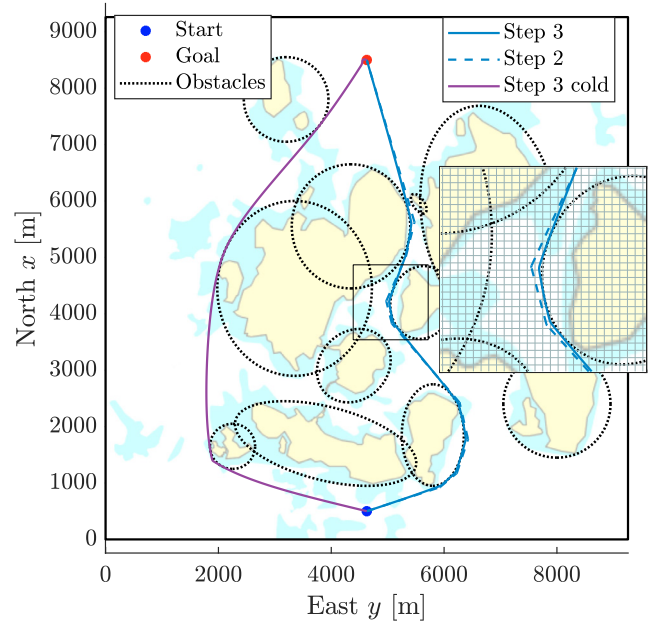 Start
Goal
Obstacles
Step 3
Step 2
Step 3 cold
9000
8000
7000
6000
5000
4000
3000
2000
1000
0
North x [m]
0
2000
4000
6000
8000
East y [m]